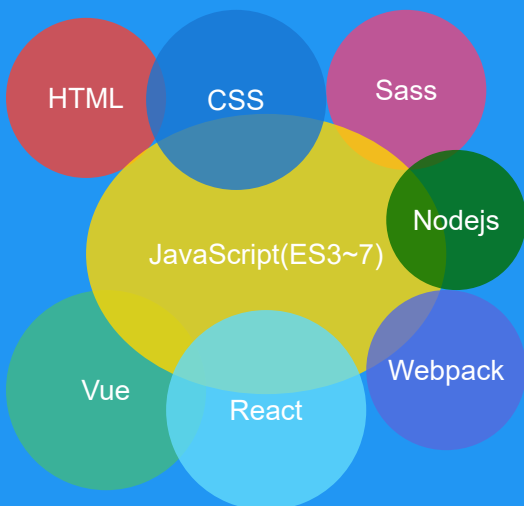 HTML
CSS
Sass
Nodejs
JavaScript(ES3~7)
Webpack
Vue
React